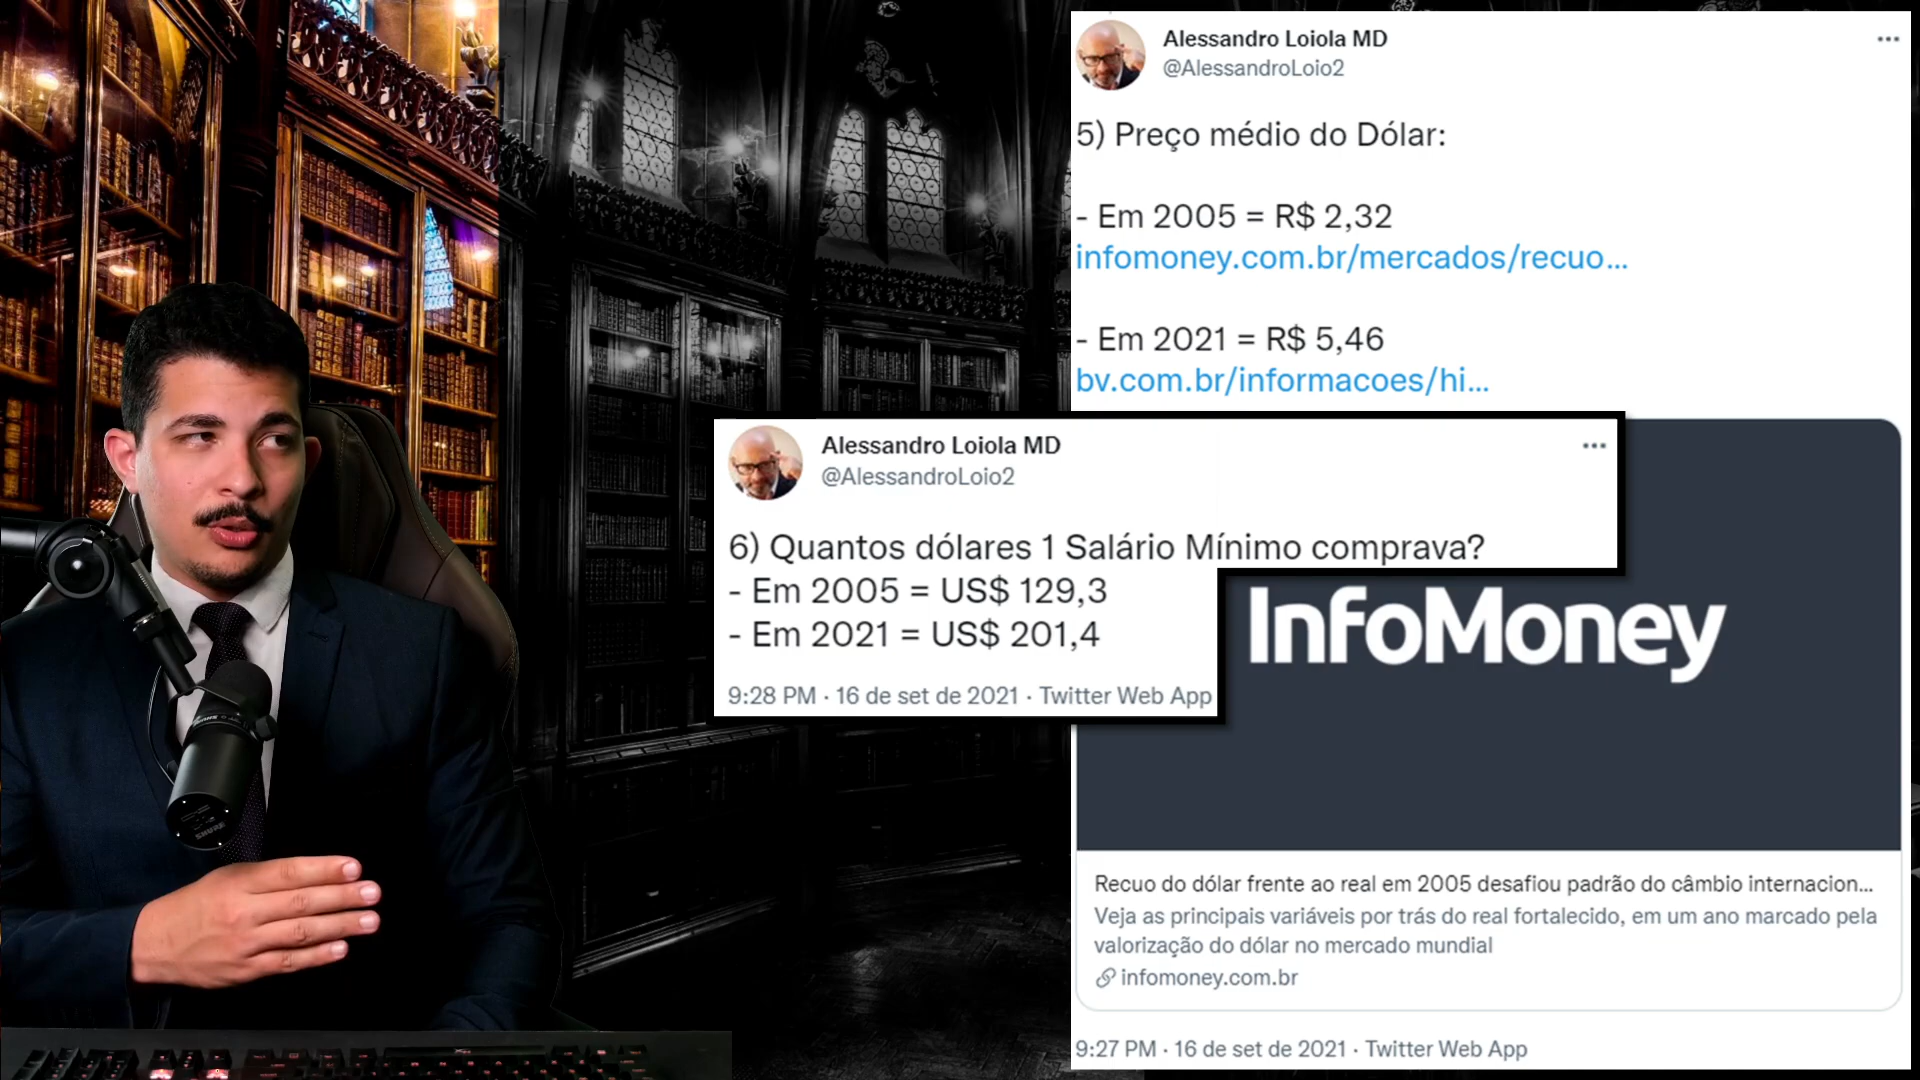 Alessandro Loiola MD
@AlessandroLoio2
5) Preço médio do Dólar:
- Em 2005 = R$ 2,32
infomoney.com.br/mercados/recuo...
- Em 2021 = R$ 5,46
bv.com.br/informacoes/hi...
Alessandro Loiola MD
@AlessandroLoio2
6) Quantos dólares 1 Salário Mínimo comprava?
- Em 2005 = US$ 129,3
- Em 2021 = US$ 201,4
9:28 PM · 16 de set de 2021 · Twitter Web App
InfoMoney
Recuo do dólar frente ao real em 2005 desafiou padrão do câmbio internacion...
Veja as principais variáveis por trás do real fortalecido, em um ano marcado pela
valorização do dólar no mercado mundial
infomoney.com.br
9:27 PM · 16 de set de 2021 · Twitter Web App
SHURE